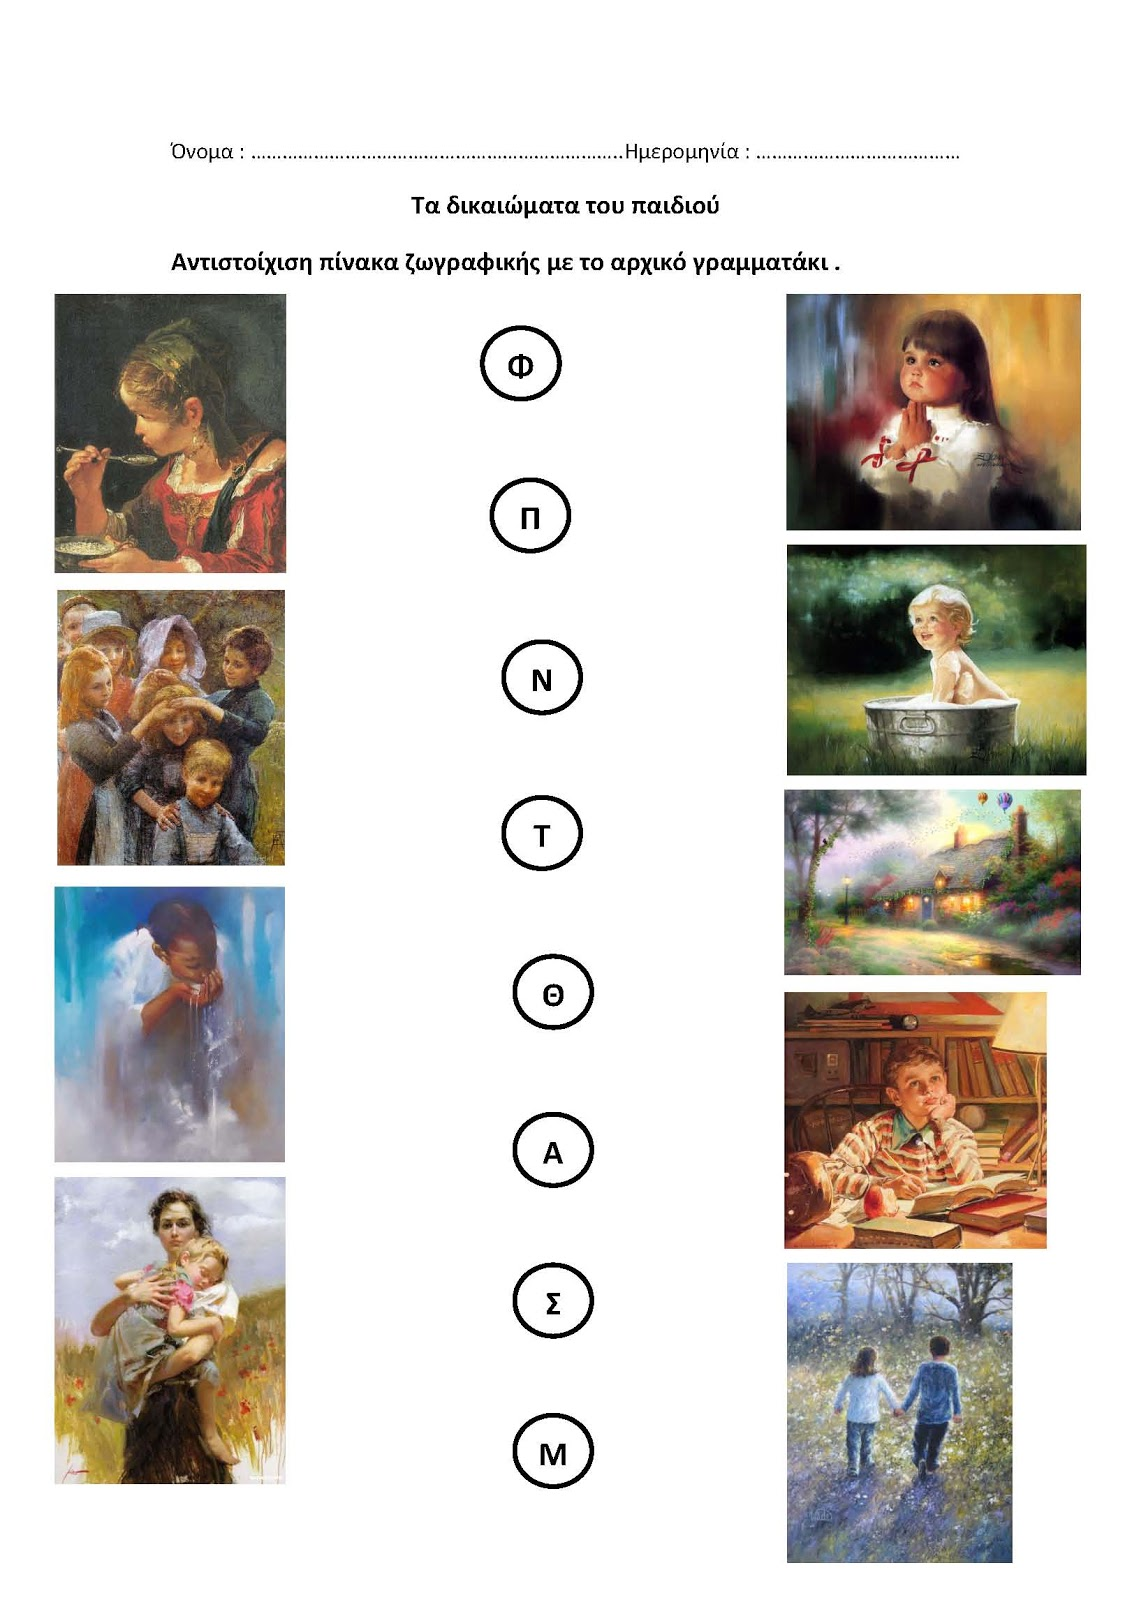 Όνομα : ……………………………………………………………..Ημερομηνία : …………………………………
Τα δικαιώματα του παιδιού
Αντιστοίχιση πίνακα ζωγραφικής με το αρχικό γραμματάκι .
Φ
Π
Ν
Τ
Θ
Α
Σ
Μ